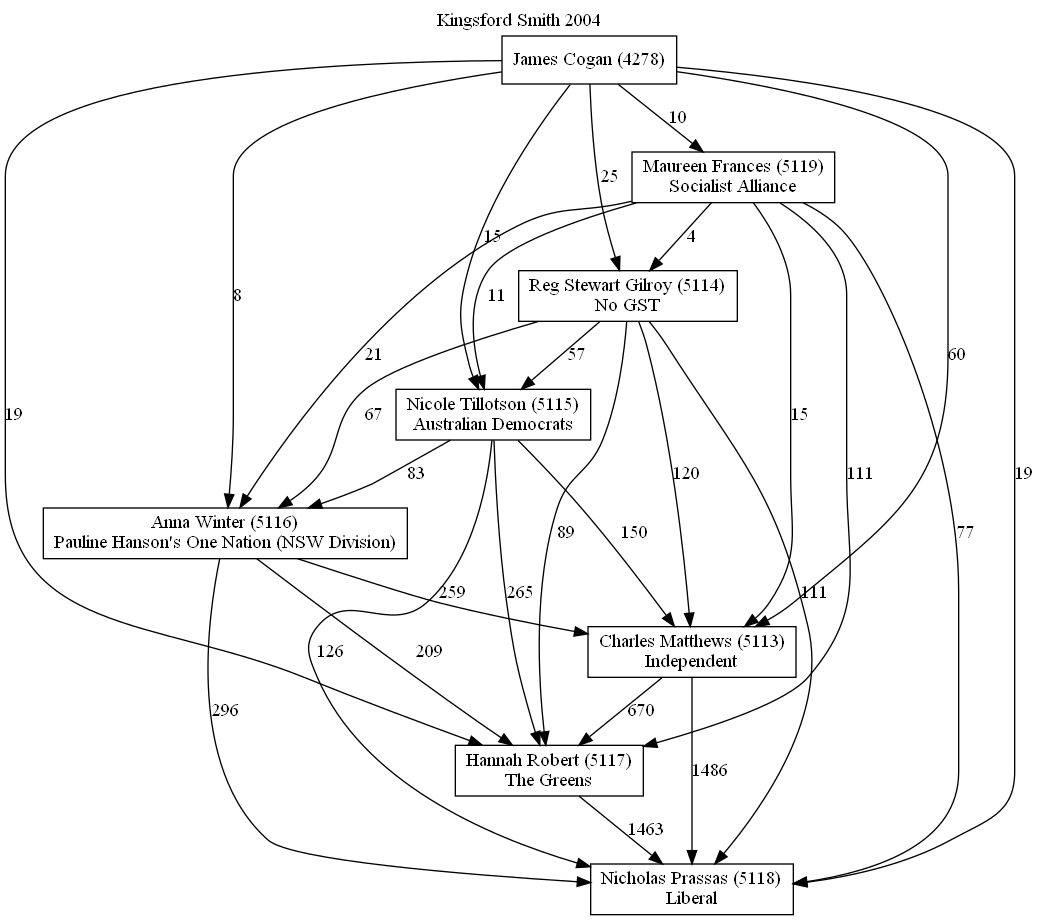 Kingsford Smith 2004
James Cogan (4278)
10
Maureen Frances (5119)
Socialist Alliance
25
15
4
Reg Stewart Gilroy (5114)
No GST
8
11
21
57
60
Nicole Tillotson (5115)
Australian Democrats
19
67
15
83
120
111
19
Anna Winter (5116)
Pauline Hanson's One Nation (NSW Division)
89
150
77
259
265
111
Charles Matthews (5113)
Independent
126
209
296
670
Hannah Robert (5117)
The Greens
1486
1463
Nicholas Prassas (5118)
Liberal